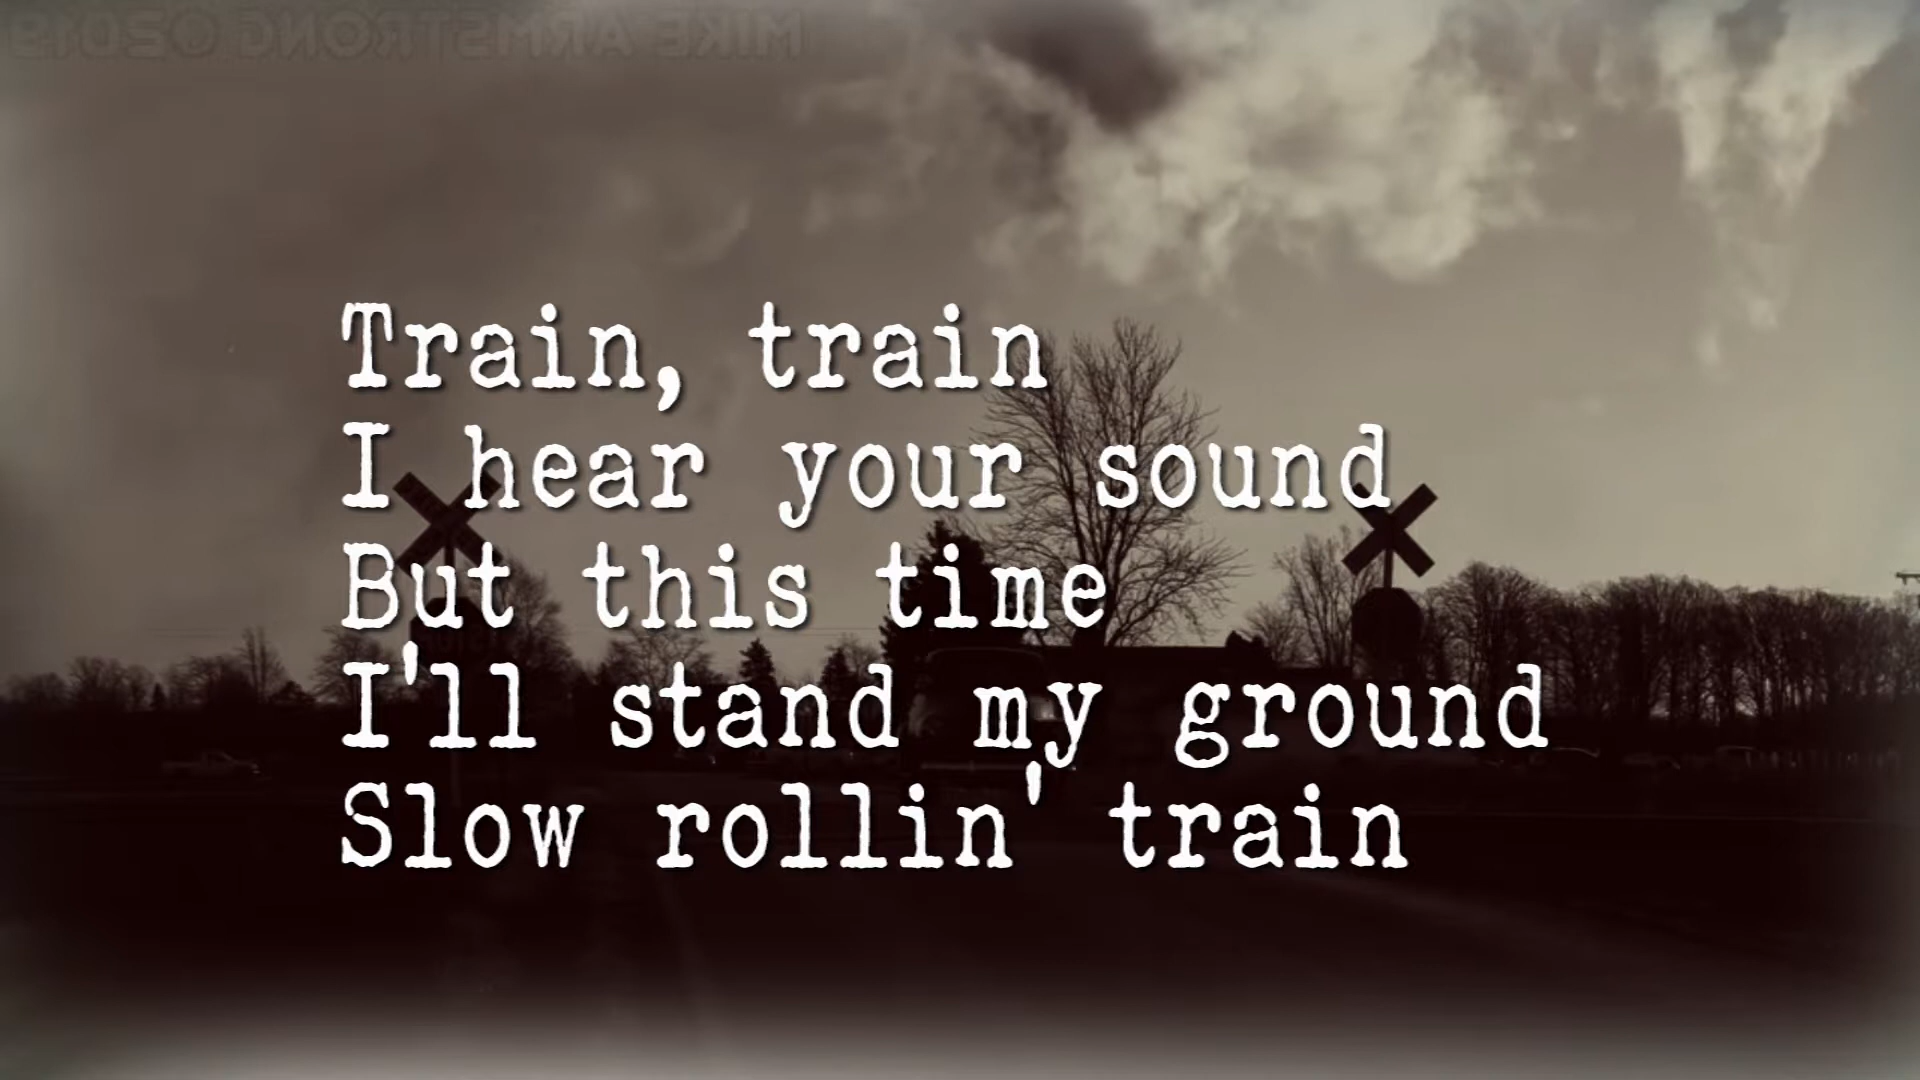 MIKE ARMSTRONG ©2019
Train, train
I hear your sound
But this time
I'll stand my ground
Slow rollin' train